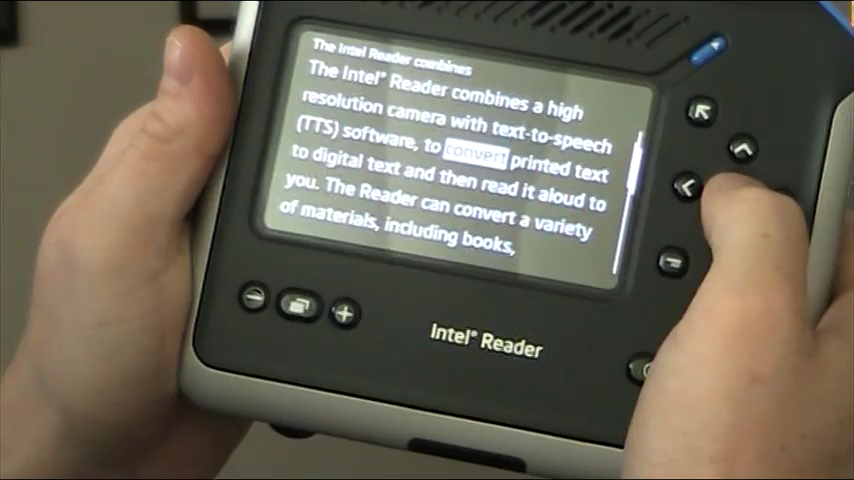 The Intel Reader combines
The Intel® Reader combines a high
resolution camera with text-to-speech
(TTS) software, to convert printed text
to digital text and then read it aloud to
you. The Reader can convert a variety
of materials, including books,
Intel® Reader